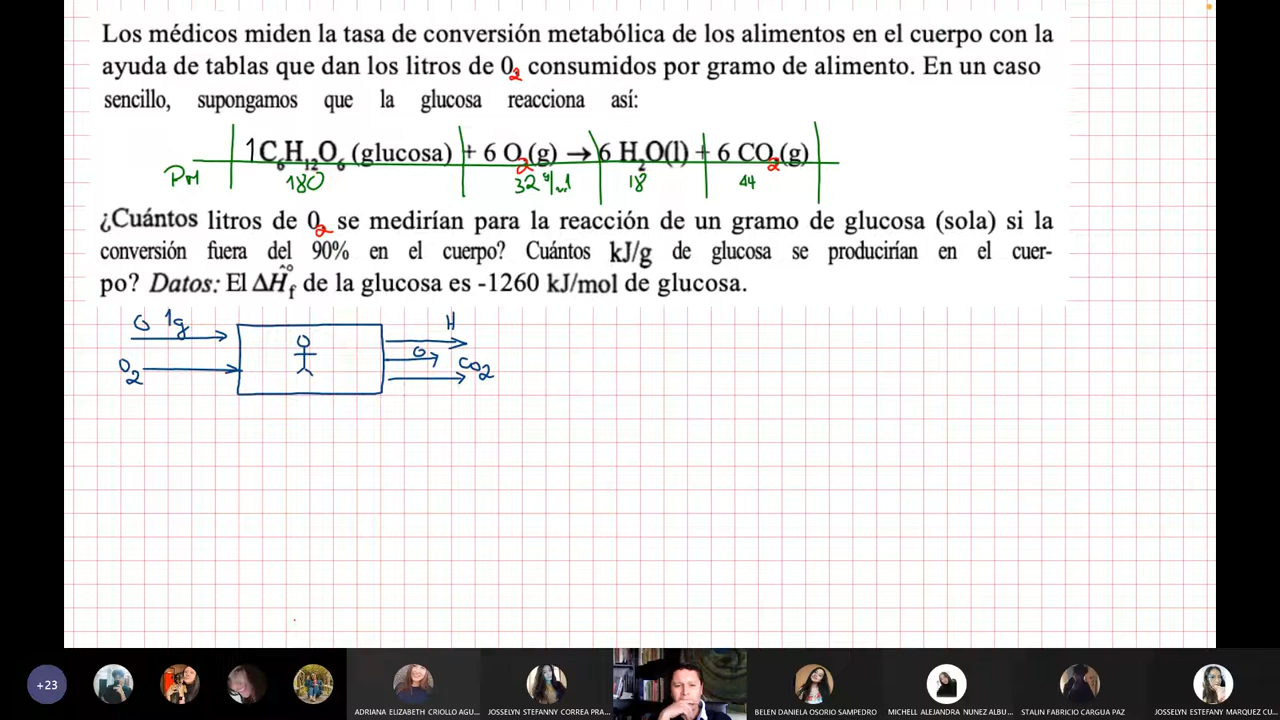 Los médicos miden la tasa de conversión metabólica de los alimentos en el cuerpo con la
ayuda de tablas que dan los litros de 0₂ consumidos por gramo de alimento. En un caso
sencillo, supongamos que la glucosa reacciona así:
1C₆H₁₂O₆ (glucosa) + 6 O₂(g) → 6 H₂O(l) + 6 CO₂(g)
PM 180 32 g/mol 18 44
¿Cuántos litros de 0₂ se medirían para la reacción de un gramo de glucosa (sola) si la
conversión fuera del 90% en el cuerpo? Cuántos kJ/g de glucosa se producirían en el cuer-
po? Datos: El ΔĤ°f de la glucosa es -1260 kJ/mol de glucosa.
G 1g H
O₂ G CO₂
+23
ADRIANA ELIZABETH CRIOLLO AGU...
JOSSELYN STEFANNY CORREA PRA...
BELEN DANIELA OSORIO SAMPEDRO
MICHELL ALEJANDRA NUNEZ ALBU...
STALIN FABRICIO CARGUA PAZ
JOSSELYN ESTEFANY MARQUEZ CU...